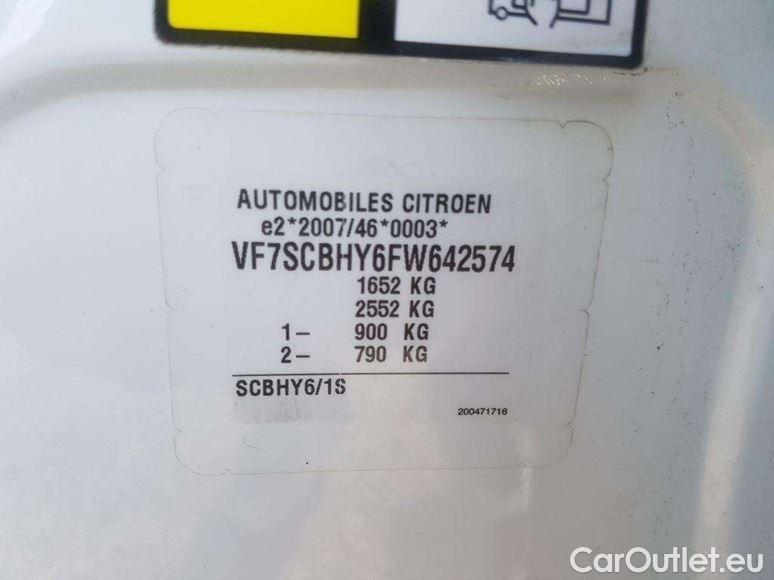 AUTOMOBILES CITROEN
e2*2007/46*0003*
VF7SCBHY6FW642574
1652 KG
2552 KG
1– 900 KG
2– 790 KG
SCBHY6/1S
200471716
CarOutlet.eu